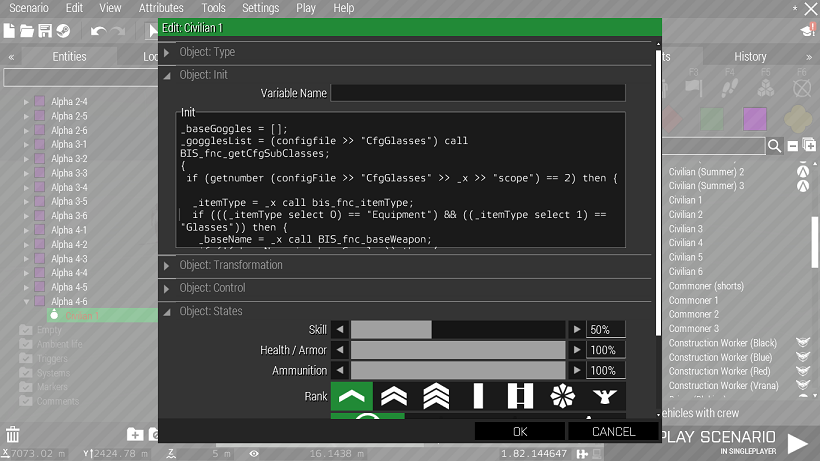 Scenario Edit View Attributes Tools Settings Play Help
Edit: Civilian 1
Entities
History
Object: Type
Object: Init
Variable Name
Init
_baseGoggles = [];
_gogglesList = (configfile >> "CfgGlasses") call
BIS_fnc_getCfgSubClasses;
{
if (getnumber (configFile >> "CfgGlasses" >> _x >> "scope") == 2) then {
_itemType = _x call bis_fnc_itemType;
if (((_itemType select 0) == "Equipment") && ((_itemType select 1) ==
"Glasses")) then {
_baseName = _x call BIS_fnc_baseWeapon;
Object: Transformation
Object: Control
Object: States
Skill 50%
Health / Armor 100%
Ammunition 100%
Rank
OK CANCEL
Alpha 2-4
Alpha 2-5
Alpha 2-6
Alpha 3-1
Alpha 3-2
Alpha 3-3
Alpha 3-4
Alpha 3-5
Alpha 3-6
Alpha 4-1
Alpha 4-2
Alpha 4-3
Alpha 4-4
Alpha 4-5
Alpha 4-6
Civilian 1
Empty
Ambient life
Triggers
Systems
Markers
Comments
Civilian (Summer) 2
Civilian (Summer) 3
Civilian 1
Civilian 2
Civilian 3
Civilian 4
Civilian 5
Civilian 6
Commoner (shorts)
Commoner 1
Commoner 2
Commoner 3
Construction Worker (Black)
Construction Worker (Blue)
Construction Worker (Red)
Construction Worker (Vrana)
ehicles with crew
PLAY SCENARIO
IN SINGLEPLAYER
X 7073.02 m Y 2424.78 m Z 5 m 16.1438 m 1.82.144647